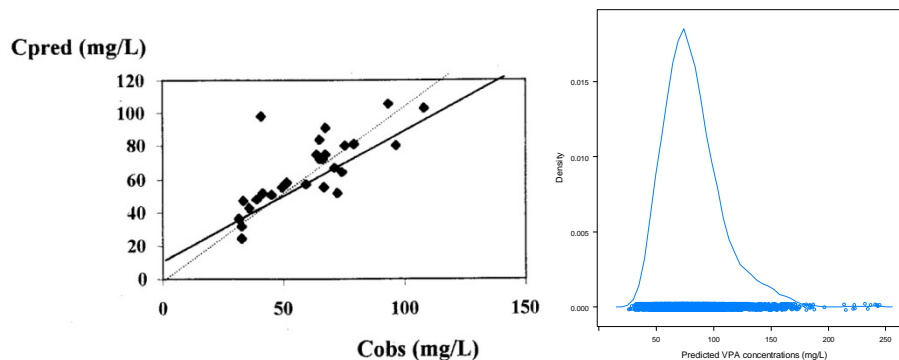 Cpred (mg/L)
120
100
80
60
40
20
0
0 50 100 150
Cobs (mg/L)
0.015
0.010
0.005
0.000
Density
50 100 150 200 250
Predicted VPA concentrations (mg/L)